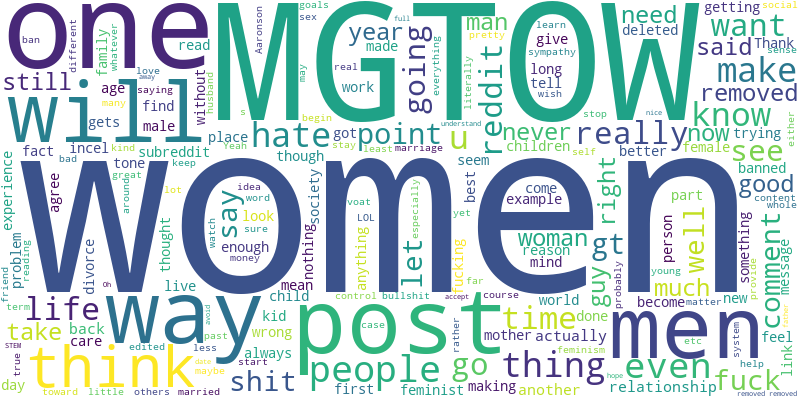 one
MGTOW
women
will
way
post
men
think
people
life
time
thing
hate
point
reddit
u
really
know
want
make
need
said
removed
going
year
man
see
now
never
good
well
much
gt
woman
right
guy
let
say
even
fuck
go
shit
take
comment
still
read
family
different
ban
whatever
love
away
saying
many
age
find
gets
male
incel
kind
fact
tone
subreddit
bad
keep
great
around
agree
experience
problem
thought
lot
divorce
live
friend
reading
term
back
care
edited
less
past
wrong
kid
child
always
start
maybe
date
true
STEM
day
toward
little
others
married
first
feminist
mother
making
another
actually
relationship
feel
link
message
new
become
matter
world
done
course
rather
far
yet
case
control
bullshit
accept
especially
fucking
anything
LOL
voat
society
nothing
mean
enough
look
sure
word
idea
watch
money
Oh
avoid
without
husband
place
Yeah
though
got
stay
least
marriage
children
seem
best
come
example
reason
mind
self
female
better
trying
banned
part
person
something
probably
young
provide
content
whole
either
understand
nice
stop
wish
tell
long
give
sympathy
learn
pretty
full
may
real
work
made
goals
sex
Aaronson
s
begin
literally
everything
getting
deleted
Thank
social
sense
feminism
etc
system
help
hope
removed removed